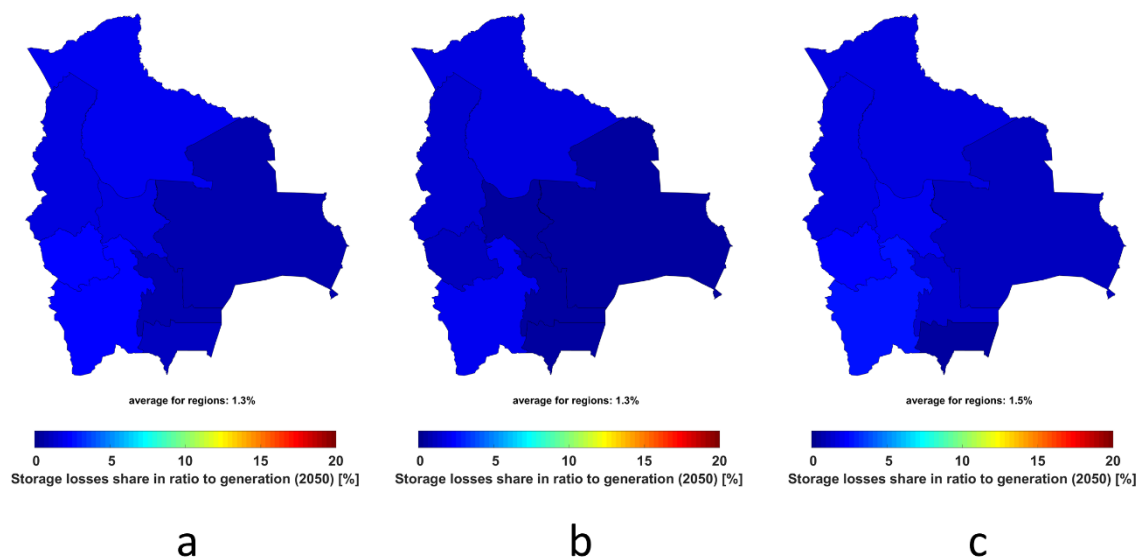 average for regions: 1.3%
average for regions: 1.3%
average for regions: 1.5%
0 5 10 15 20
0 5 10 15 20
0 5 10 15 20
Storage losses share in ratio to generation (2050) [%]
Storage losses share in ratio to generation (2050) [%]
Storage losses share in ratio to generation (2050) [%]
a
b
c